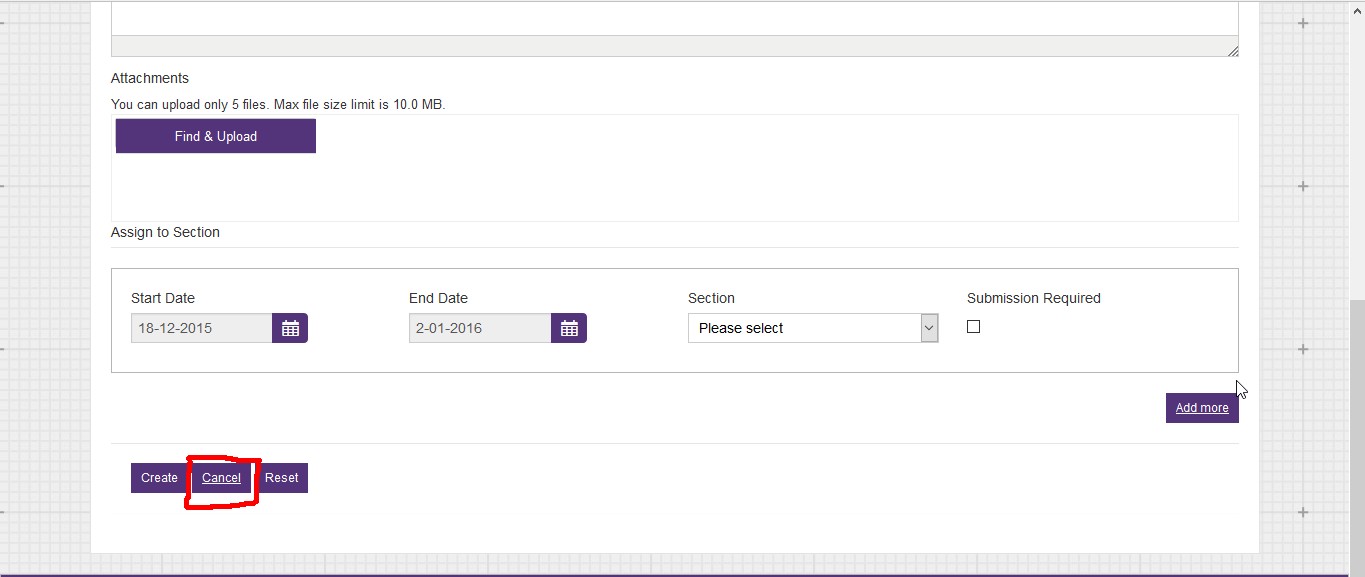 Attachments
You can upload only 5 files. Max file size limit is 10.0 MB.
Find & Upload
Assign to Section
Start Date End Date Section Submission Required
18-12-2015 2-01-2016 Please select
Add more
Create Cancel Reset